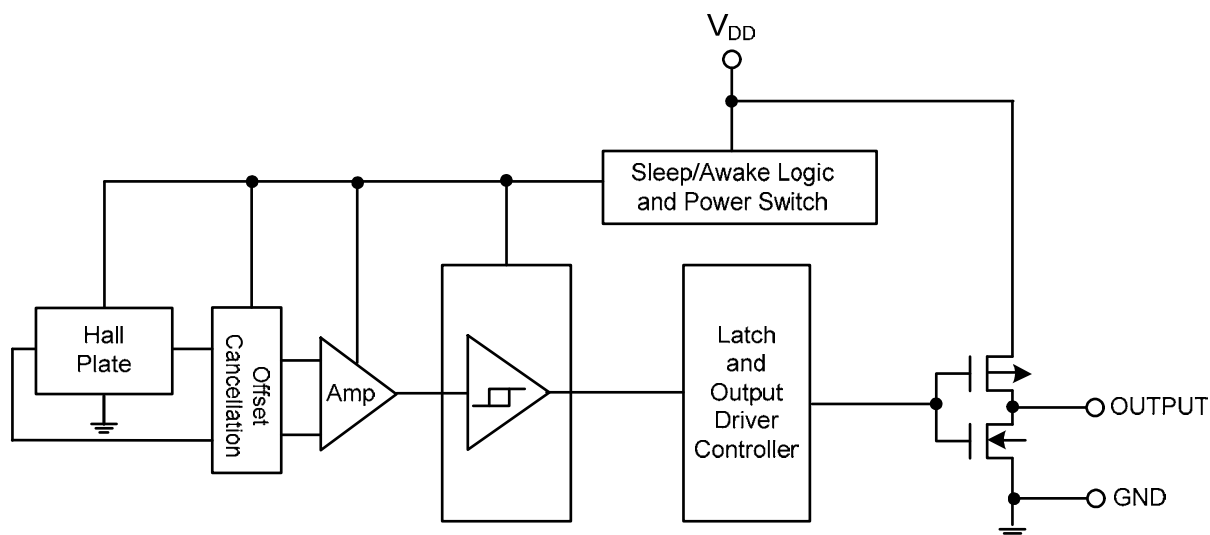 VDD
Sleep/Awake Logic
and Power Switch
Hall
Plate
Offset
Cancellation
Amp
Latch
and
Output
Driver
Controller
OUTPUT
GND